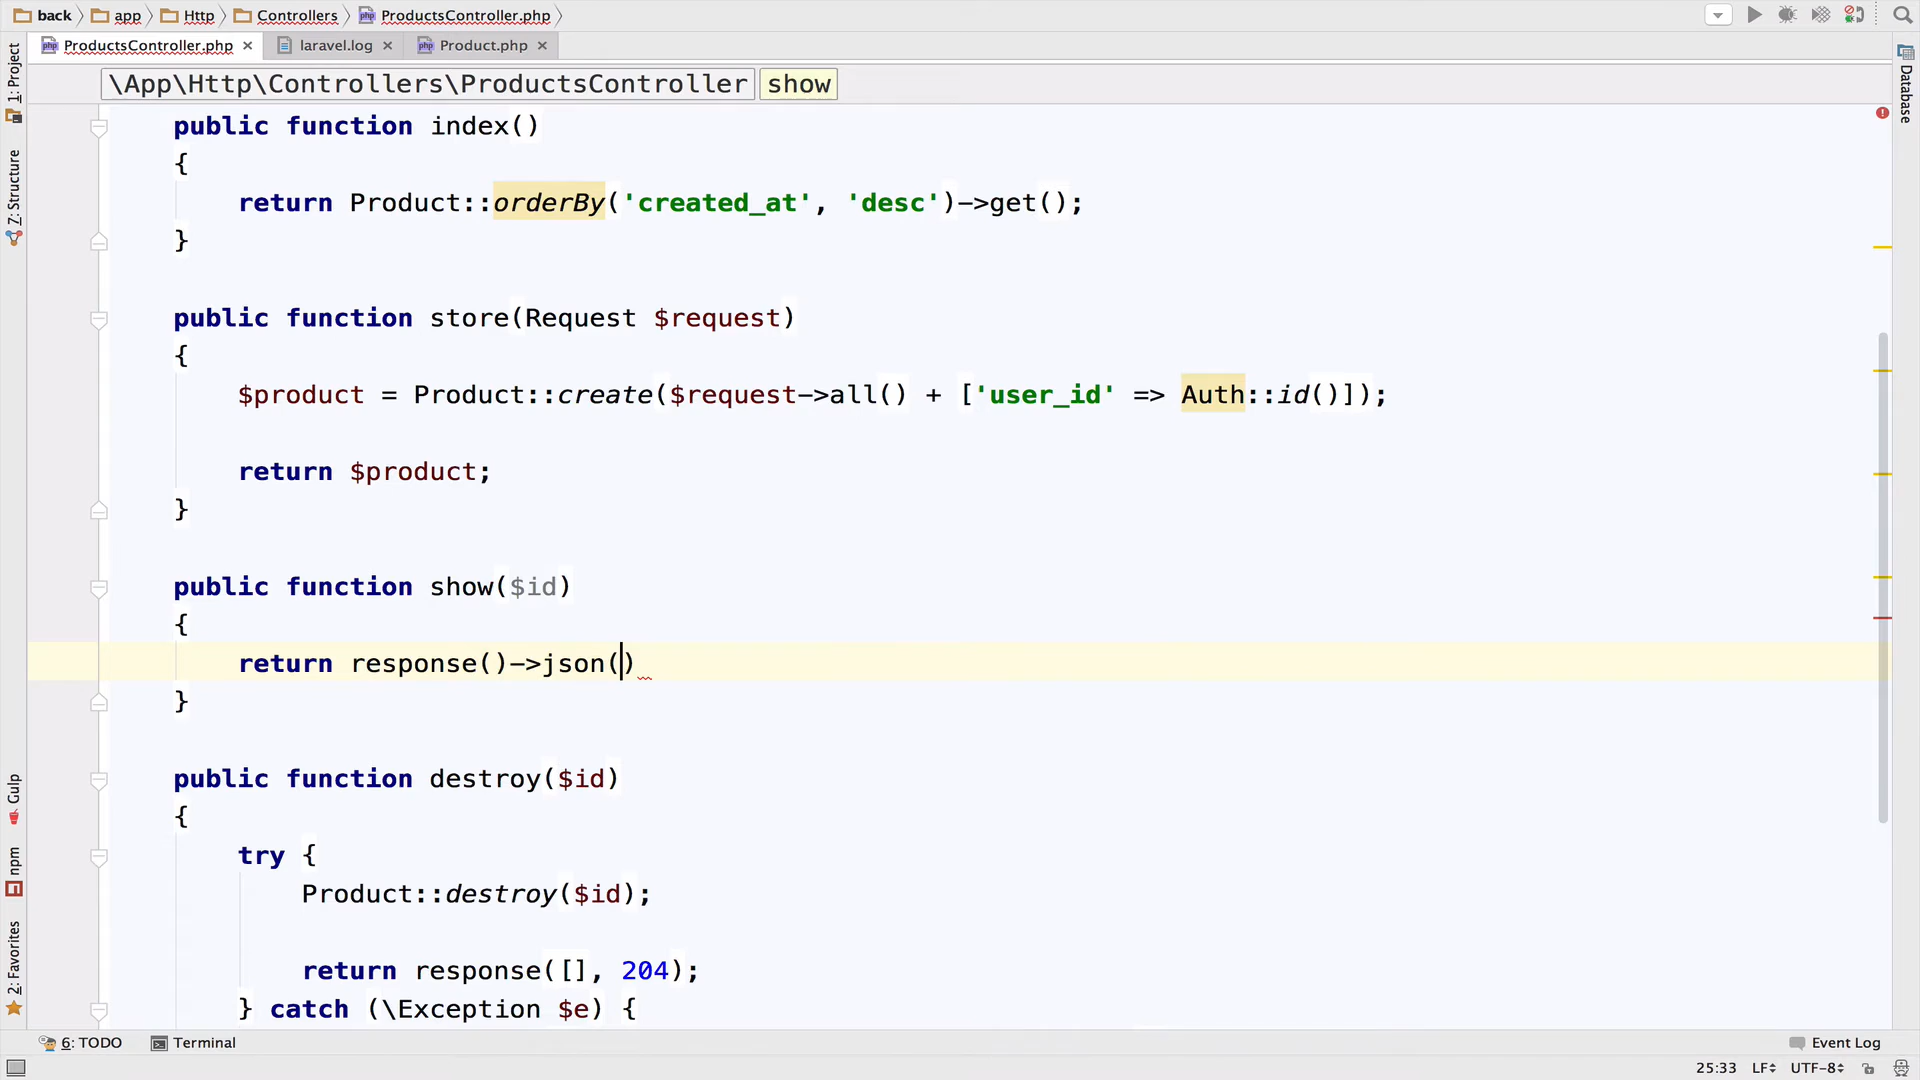 back app Http Controllers ProductsController.php
ProductsController.php laravel.log Product.php
\App\Http\Controllers\ProductsController show
public function index()
{
return Product::orderBy('created_at', 'desc')->get();
}
public function store(Request $request)
{
$product = Product::create($request->all() + ['user_id' => Auth::id()]);
return $product;
}
public function show($id)
{
return response()->json()
}
public function destroy($id)
{
try {
Product::destroy($id);
return response([], 204);
} catch (\Exception $e) {
1: Project
Z: Structure
Gulp
npm
2: Favorites
Database
6: TODO Terminal Event Log
25:33 LF UTF-8